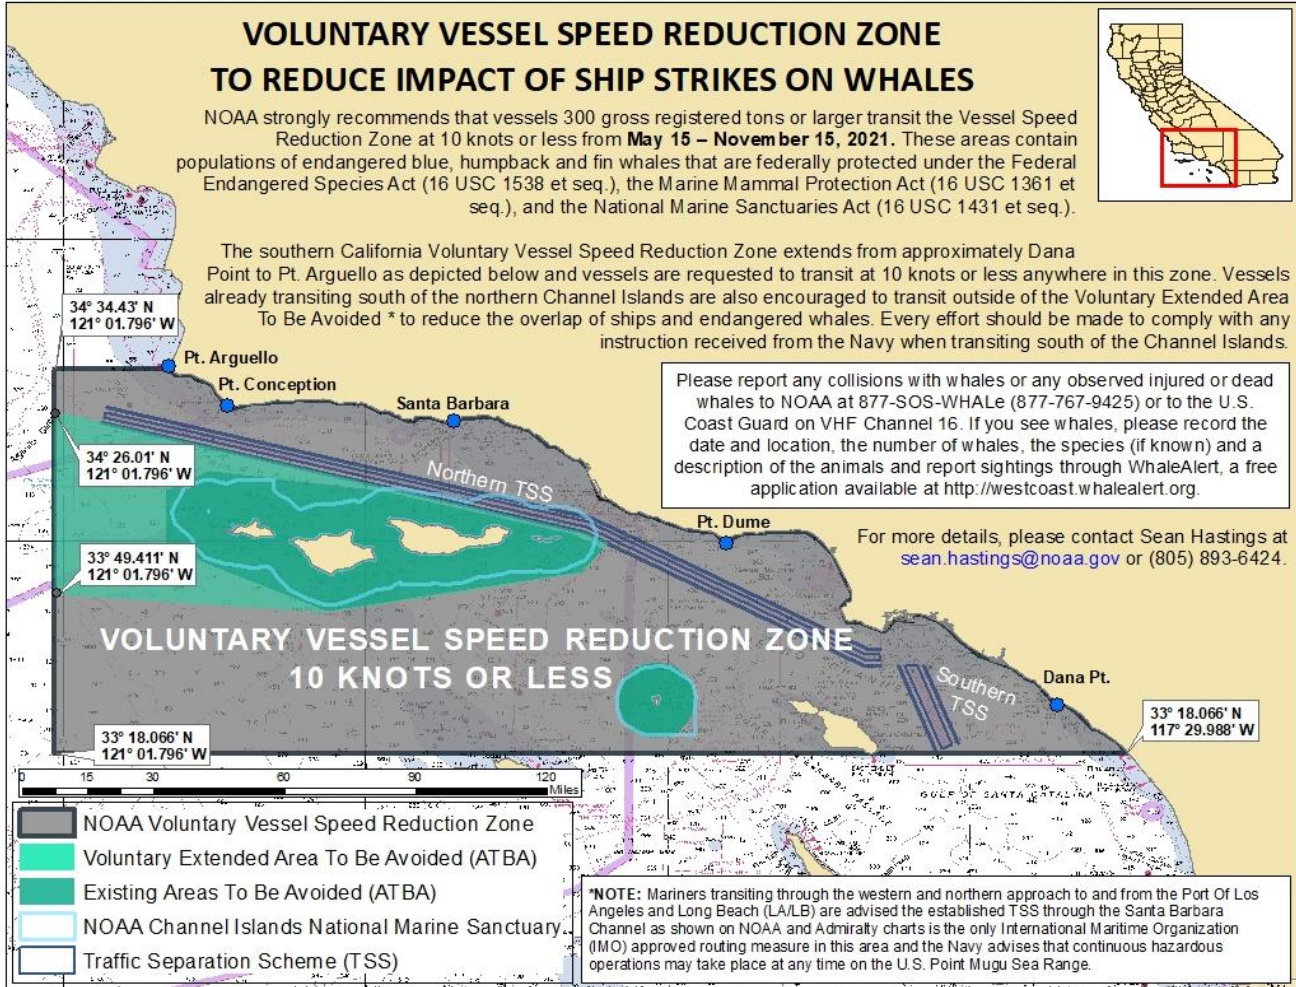 VOLUNTARY VESSEL SPEED REDUCTION ZONE
TO REDUCE IMPACT OF SHIP STRIKES ON WHALES
NOAA strongly recommends that vessels 300 gross registered tons or larger transit the Vessel Speed
Reduction Zone at 10 knots or less from May 15 – November 15, 2021. These areas contain
populations of endangered blue, humpback and fin whales that are federally protected under the Federal
Endangered Species Act (16 USC 1538 et seq.), the Marine Mammal Protection Act (16 USC 1361 et
seq.), and the National Marine Sanctuaries Act (16 USC 1431 et seq.).
The southern California Voluntary Vessel Speed Reduction Zone extends from approximately Dana
Point to Pt. Arguello as depicted below and vessels are requested to transit at 10 knots or less anywhere in this zone. Vessels
already transiting south of the northern Channel Islands are also encouraged to transit outside of the Voluntary Extended Area
To Be Avoided * to reduce the overlap of ships and endangered whales. Every effort should be made to comply with any
instruction received from the Navy when transiting south of the Channel Islands.
34° 34.43' N
121° 01.796' W
Pt. Arguello
Pt. Conception
Santa Barbara
Please report any collisions with whales or any observed injured or dead
whales to NOAA at 877-SOS-WHALe (877-767-9425) or to the U.S.
Coast Guard on VHF Channel 16. If you see whales, please record the
date and location, the number of whales, the species (if known) and a
description of the animals and report sightings through WhaleAlert, a free
application available at http://westcoast.whalealert.org.
34° 26.01' N
121° 01.796' W
Northern TSS
Pt. Dume
For more details, please contact Sean Hastings at
sean.hastings@noaa.gov or (805) 893-6424.
33° 49.411' N
121° 01.796' W
VOLUNTARY VESSEL SPEED REDUCTION ZONE
10 KNOTS OR LESS
Southern
TSS
Dana Pt.
33° 18.066' N
117° 29.988' W
33° 18.066' N
121° 01.796' W
0 15 30 60 90 120
Miles
GULF OF SANTA CATALINA
NOAA Voluntary Vessel Speed Reduction Zone
Voluntary Extended Area To Be Avoided (ATBA)
Existing Areas To Be Avoided (ATBA)
NOAA Channel Islands National Marine Sanctuary
Traffic Separation Scheme (TSS)
*NOTE: Mariners transiting through the western and northern approach to and from the Port Of Los
Angeles and Long Beach (LA/LB) are advised the established TSS through the Santa Barbara
Channel as shown on NOAA and Admiralty charts is the only International Maritime Organization
(IMO) approved routing measure in this area and the Navy advises that continuous hazardous
operations may take place at any time on the U.S. Point Mugu Sea Range.